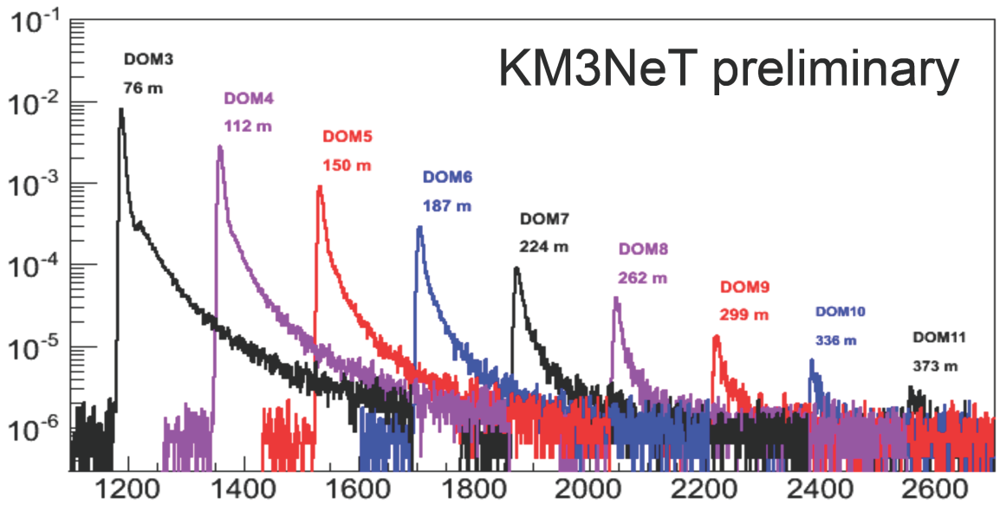 KM3NeT preliminary
10⁻¹
10⁻²
10⁻³
10⁻⁴
10⁻⁵
10⁻⁶
DOM3
76 m
DOM4
112 m
DOM5
150 m
DOM6
187 m
DOM7
224 m
DOM8
262 m
DOM9
299 m
DOM10
336 m
DOM11
373 m
1200 1400 1600 1800 2000 2200 2400 2600